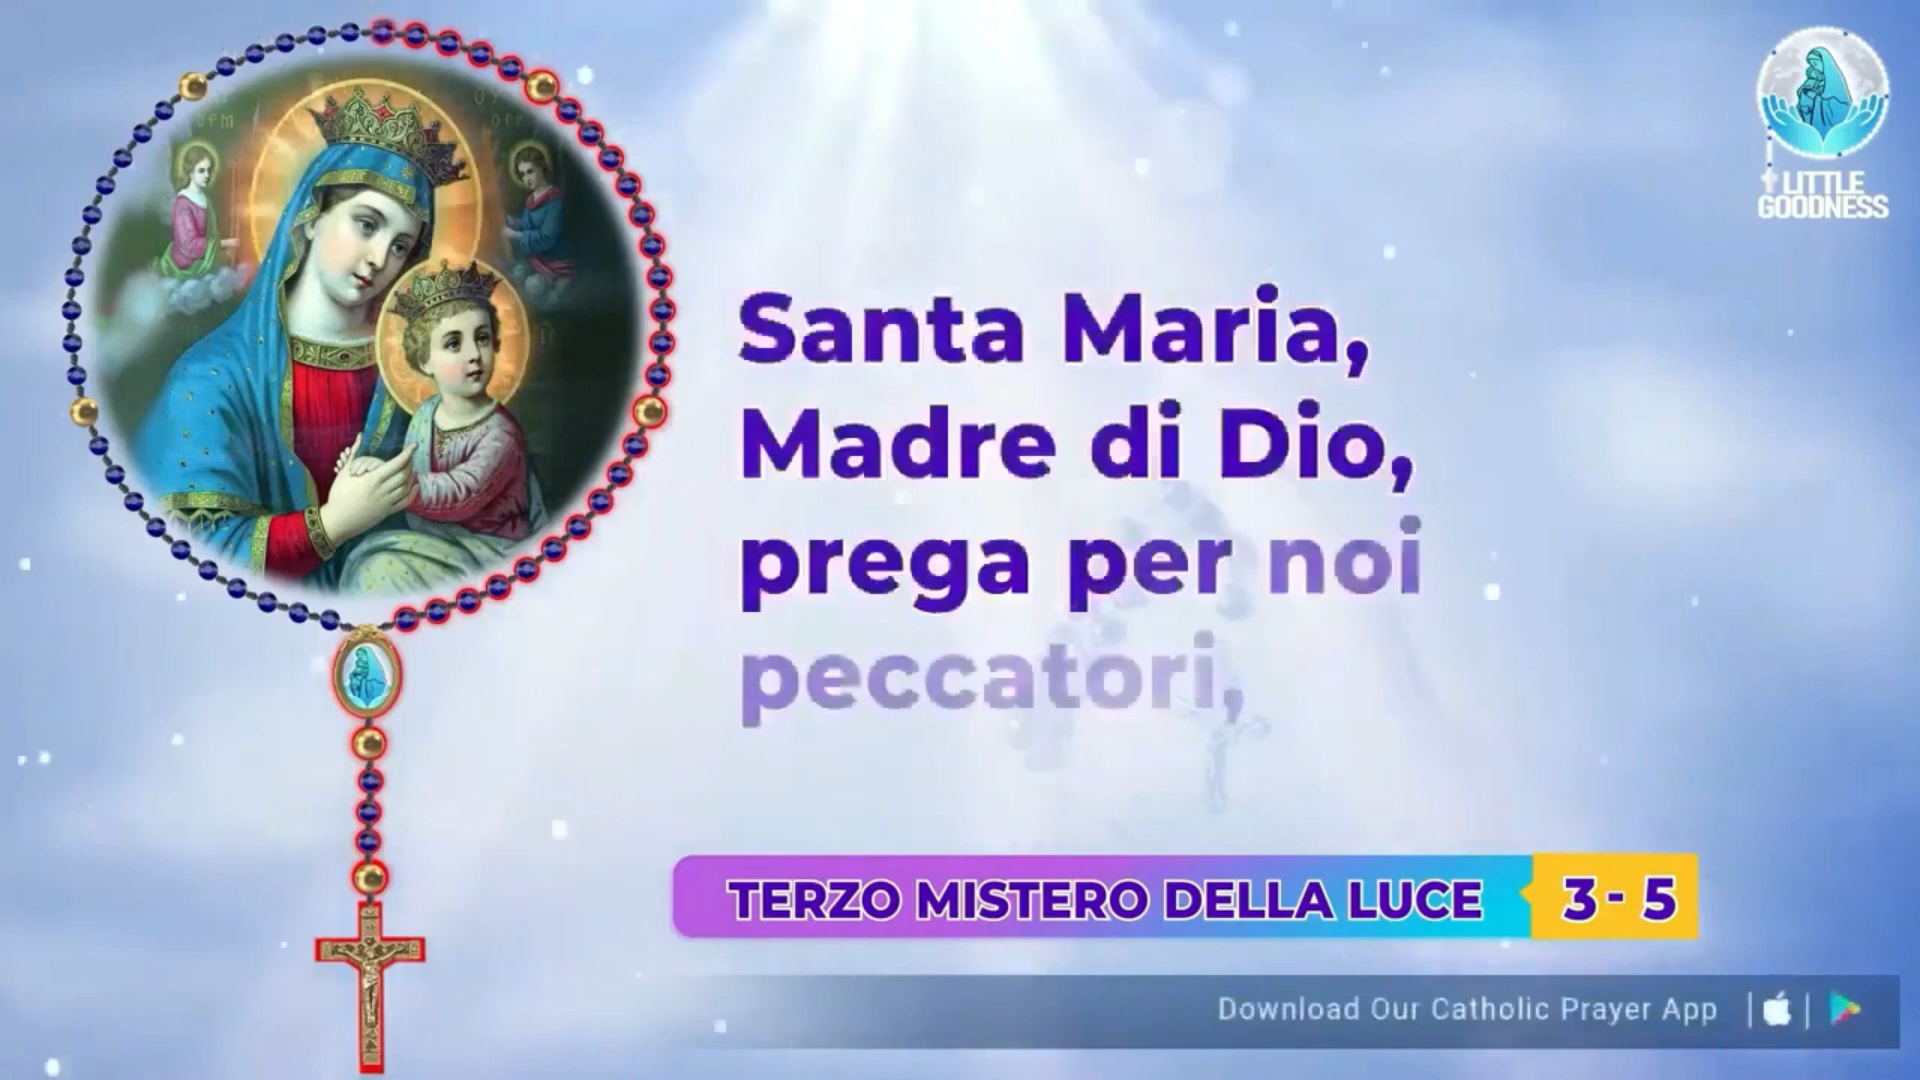 LITTLE
GOODNESS
Santa Maria,
Madre di Dio,
prega per noi
peccatori,
TERZO MISTERO DELLA LUCE 3 - 5
Download Our Catholic Prayer App